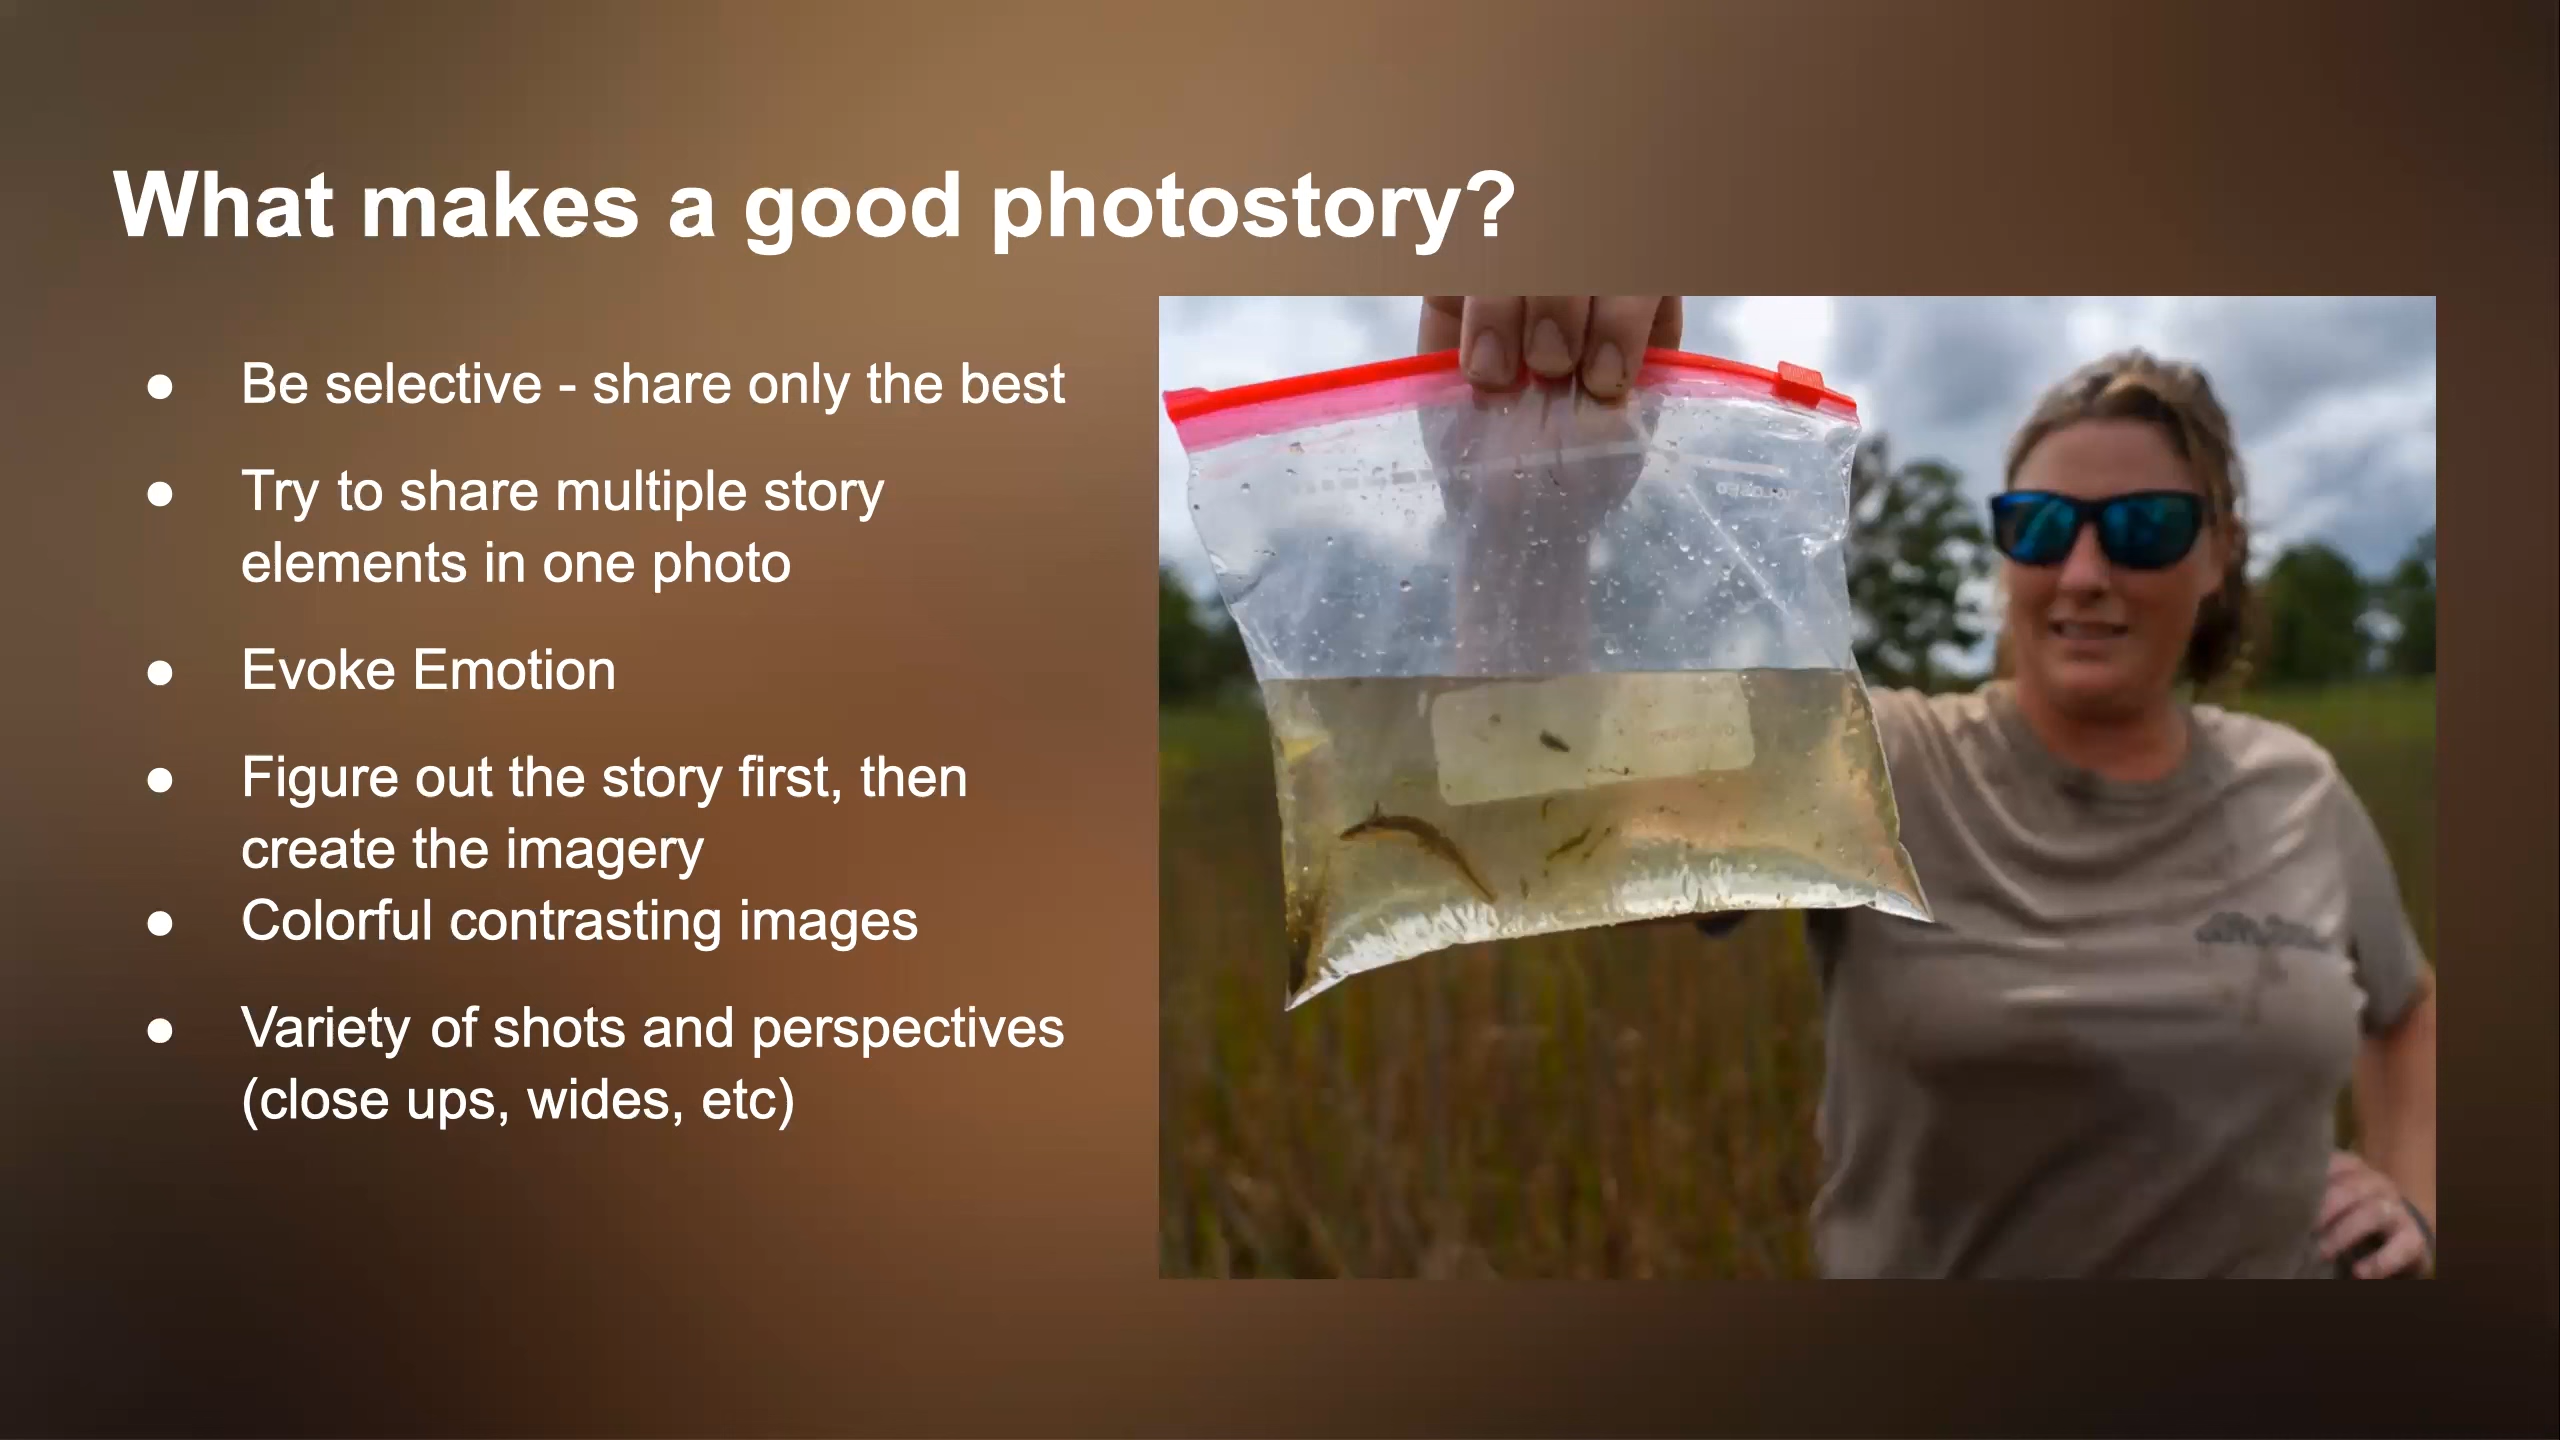 What makes a good photostory?
● Be selective - share only the best
● Try to share multiple story
elements in one photo
● Evoke Emotion
● Figure out the story first, then
create the imagery
● Colorful contrasting images
● Variety of shots and perspectives
(close ups, wides, etc)